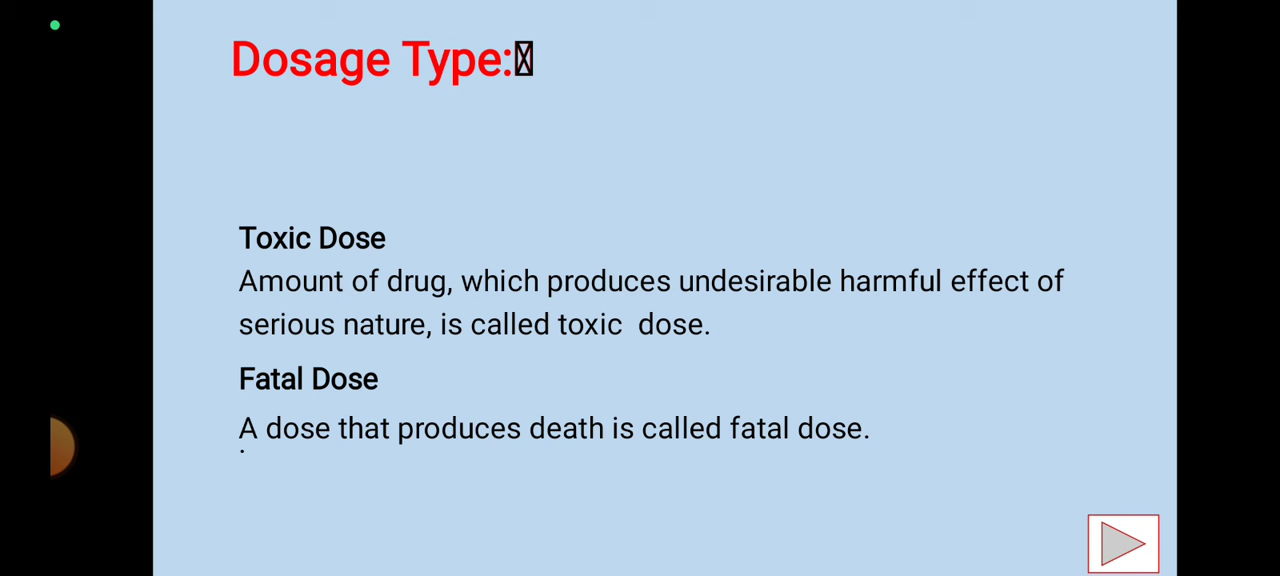 Dosage Type:
Toxic Dose
Amount of drug, which produces undesirable harmful effect of
serious nature, is called toxic  dose.
Fatal Dose
A dose that produces death is called fatal dose.
.